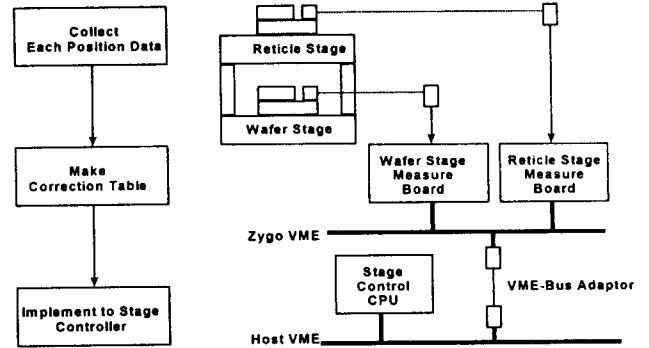 Collect
Each Position Data
Make
Correction Table
Implement to Stage
Controller
Reticle Stage
Wafer Stage
Wafer Stage
Measure
Board
Reticle Stage
Measure
Board
Zygo VME
Stage
Control
CPU
VME-Bus Adaptor
Host VME